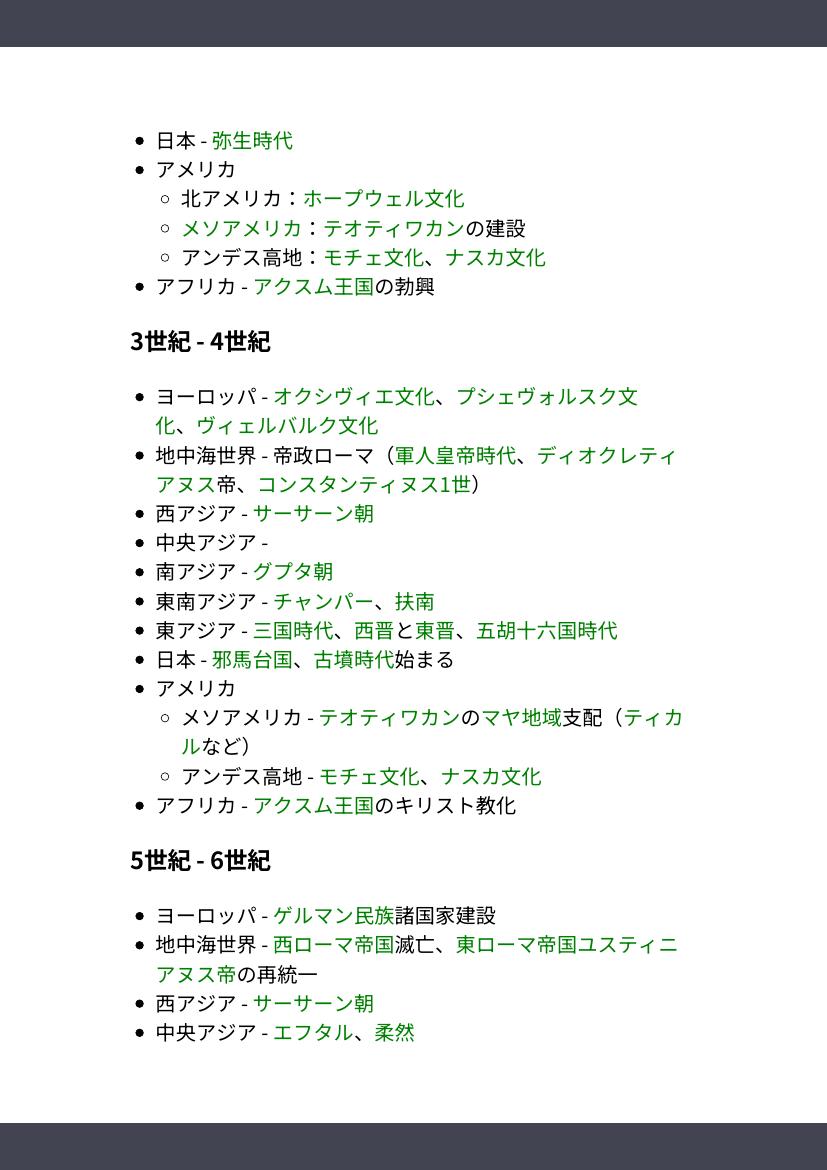 日本 - 弥生時代
アメリカ
北アメリカ：ホープウェル文化
メソアメリカ：テオティワカンの建設
アンデス高地：モチェ文化、ナスカ文化
アフリカ - アクスム王国の勃興
3世紀 - 4世紀
ヨーロッパ - オクシヴィエ文化、プシェヴォルスク文
化、ヴィェルバルク文化
地中海世界 - 帝政ローマ（軍人皇帝時代、ディオクレティ
アヌス帝、コンスタンティヌス1世）
西アジア - サーサーン朝
中央アジア -
南アジア - グプタ朝
東南アジア - チャンパー、扶南
東アジア - 三国時代、西晋と東晋、五胡十六国時代
日本 - 邪馬台国、古墳時代始まる
アメリカ
メソアメリカ - テオティワカンのマヤ地域支配（ティカ
ルなど）
アンデス高地 - モチェ文化、ナスカ文化
アフリカ - アクスム王国のキリスト教化
5世紀 - 6世紀
ヨーロッパ - ゲルマン民族諸国家建設
地中海世界 - 西ローマ帝国滅亡、東ローマ帝国ユスティニ
アヌス帝の再統一
西アジア - サーサーン朝
中央アジア - エフタル、柔然